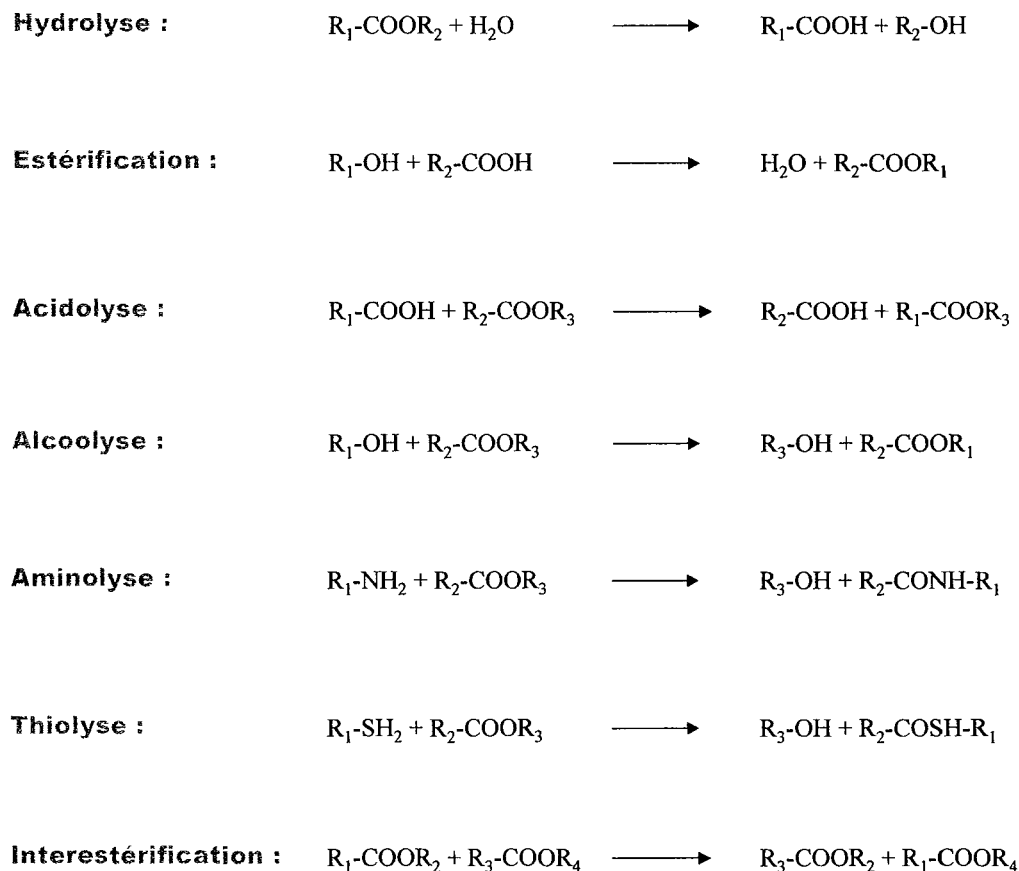 Hydrolyse : R₁-COOR₂ + H₂O ⟶ R₁-COOH + R₂-OH
Estérification : R₁-OH + R₂-COOH ⟶ H₂O + R₂-COOR₁
Acidolyse : R₁-COOH + R₂-COOR₃ ⟶ R₂-COOH + R₁-COOR₃
Alcoolyse : R₁-OH + R₂-COOR₃ ⟶ R₃-OH + R₂-COOR₁
Aminolyse : R₁-NH₂ + R₂-COOR₃ ⟶ R₃-OH + R₂-CONH-R₁
Thiolyse : R₁-SH₂ + R₂-COOR₃ ⟶ R₃-OH + R₂-COSH-R₁
Interestérification : R₁-COOR₂ + R₃-COOR₄ ⟶ R₃-COOR₂ + R₁-COOR₄